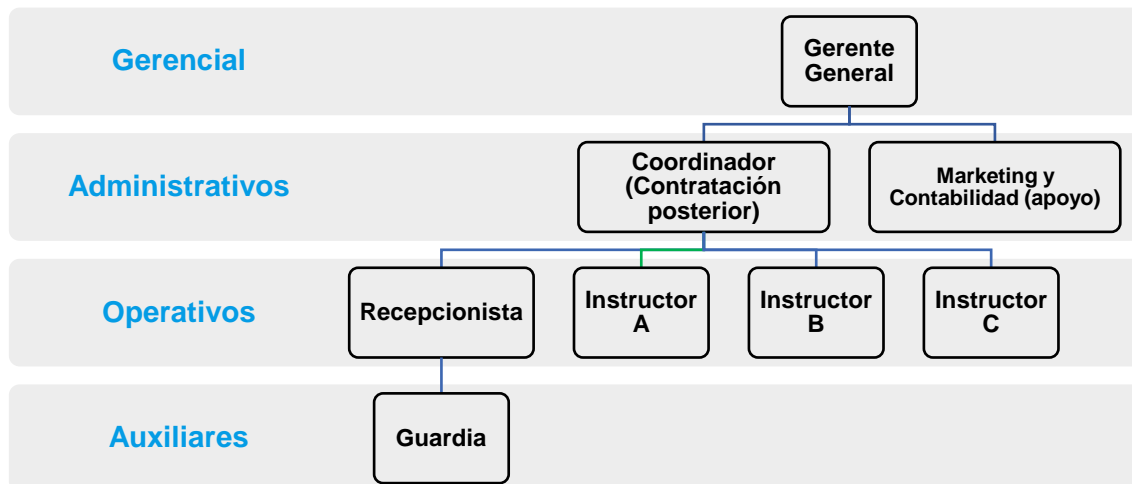 Gerencial
Gerente
General
Administrativos
Coordinador
(Contratación
posterior)
Marketing y
Contabilidad (apoyo)
Operativos
Recepcionista
Instructor
A
Instructor
B
Instructor
C
Auxiliares
Guardia